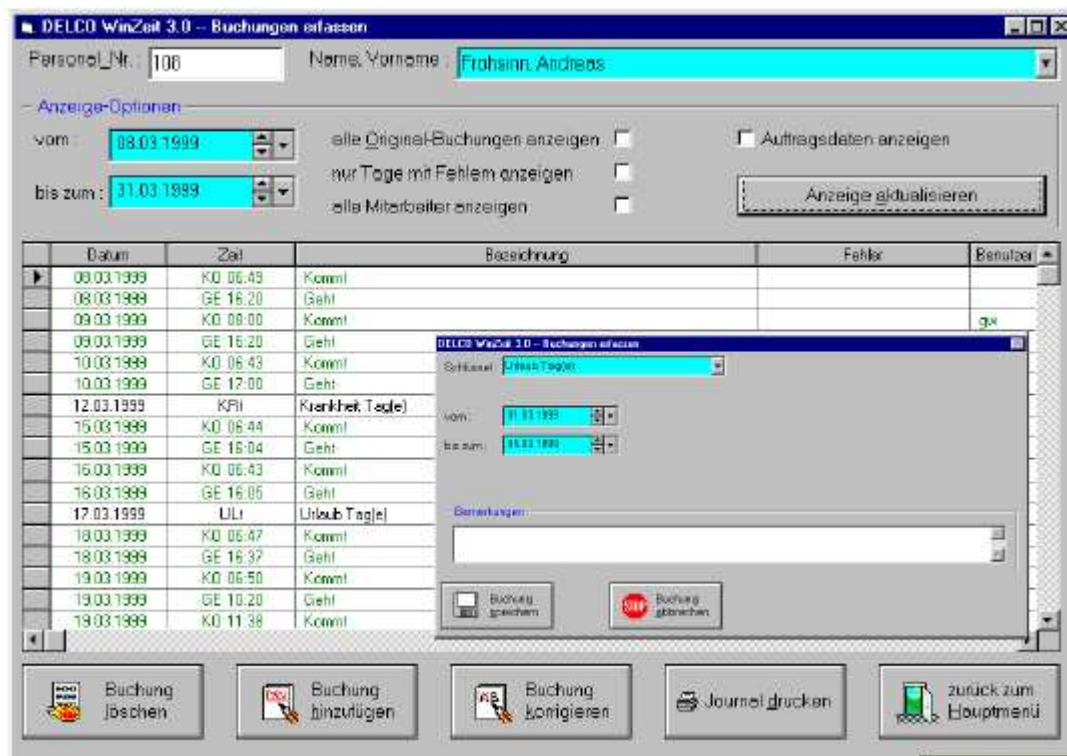 DELCO WinZeit 3.0 -- Buchungen erfassen
Personal_Nr.: 108 Name, Vorname : Frohsinn, Andreas
Anzeige-Optionen
vom : 08.03.1999 alle Original-Buchungen anzeigen Auftragsdaten anzeigen
nur Tage mit Fehlern anzeigen
bis zum : 31.03.1999 Anzeige aktualisieren
alle Mitarbeiter anzeigen
Datum Zeit Bezeichnung Fehler Benutzer
08.03.1999 KO 06:49 Kommt
08.03.1999 GE 16:20 Geht
09.03.1999 KO 08:00 Kommt
09.03.1999 GE 16:20 Geht
10.03.1999 KO 06:43 Kommt
10.03.1999 GE 17:00 Geht
12.03.1999 Krankheit Tag(e)
15.03.1999 KO 06:44 Kommt
15.03.1999 GE 16:04 Geht
16.03.1999 KO 06:43 Kommt
16.03.1999 GE 16:05 Geht
17.03.1999 Urlaub Tag(e)
18.03.1999 KO 06:47 Kommt
18.03.1999 GE 16:37 Geht
19.03.1999 KO 06:50 Kommt
19.03.1999 GE 10:20 Geht
19.03.1999 KO 11:38 Kommt
DELCO WinZeit 3.0 -- Buchungen erfassen
Schlüssel Urlaub Tag(e)
vom :
bis zum :
Bemerkungen
Buchung speichern
Buchung abbrechen
Buchung löschen
Buchung hinzufügen
Buchung korrigieren
Journal drucken
zurück zum Hauptmenü